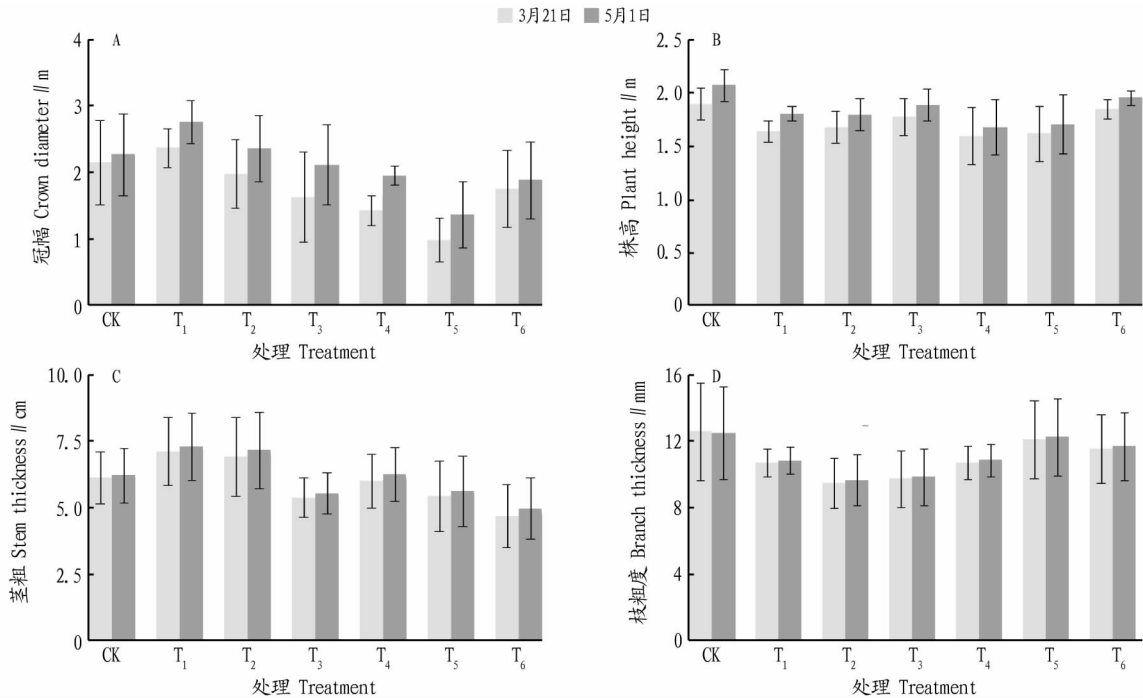 3月21日 5月1日
A
冠幅 Crown diameter∥m
4
3
2
1
0
CK T1 T2 T3 T4 T5 T6
处理 Treatment
B
株高 Plant height∥m
2.5
2.0
1.5
1.0
0.5
0
CK T1 T2 T3 T4 T5 T6
处理 Treatment
C
茎粗 Stem thickness∥cm
10.0
7.5
5.0
2.5
0
CK T1 T2 T3 T4 T5 T6
处理 Treatment
D
枝粗度 Branch thickness∥mm
16
12
8
4
0
CK T1 T2 T3 T4 T5 T6
处理 Treatment